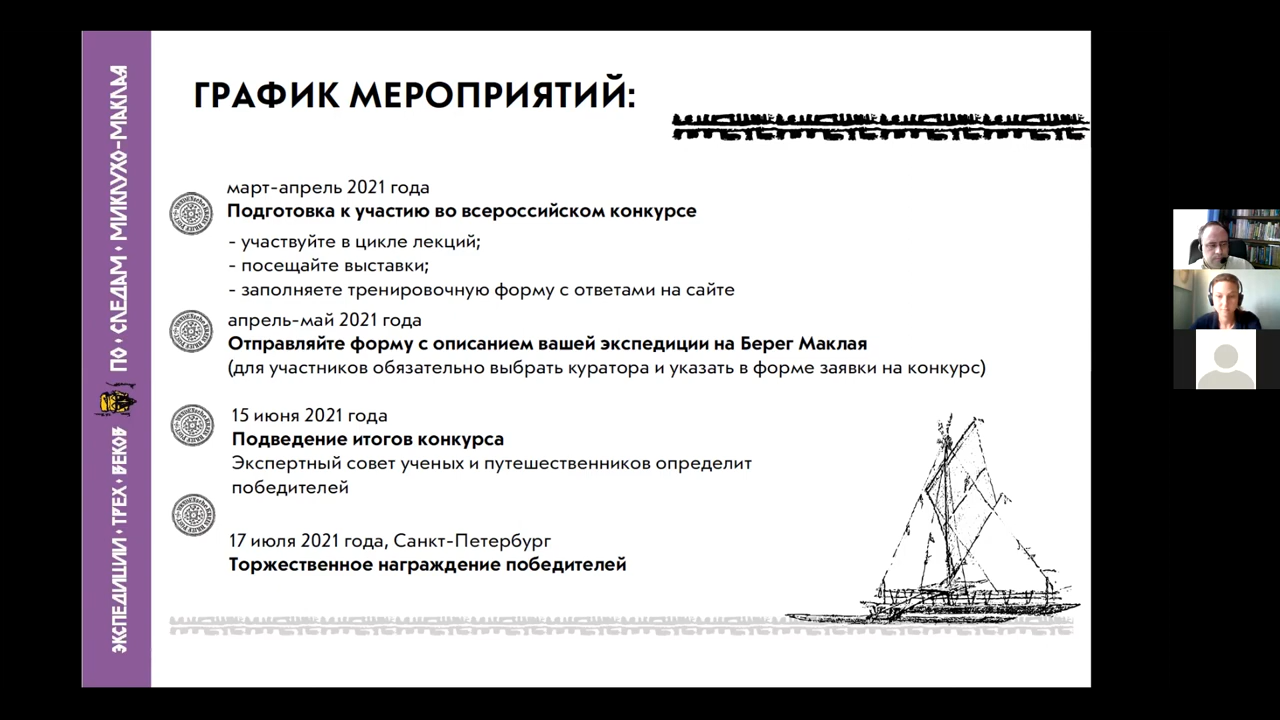 ГРАФИК МЕРОПРИЯТИЙ:
март-апрель 2021 года
Подготовка к участию во всероссийском конкурсе
- участвуйте в цикле лекций;
- посещайте выставки;
- заполняете тренировочную форму с ответами на сайте
апрель-май 2021 года
Отправляйте форму с описанием вашей экспедиции на Берег Маклая
(для участников обязательно выбрать куратора и указать в форме заявки на конкурс)
15 июня 2021 года
Подведение итогов конкурса
Экспертный совет ученых и путешественников определит
победителей
17 июля 2021 года, Санкт-Петербург
Торжественное награждение победителей
ЭКСПЕДИЦИИ • ТРЕХ • ВЕКОВ
ПО • СЛЕДАМ • МИКЛУХО-МАКЛАЯ